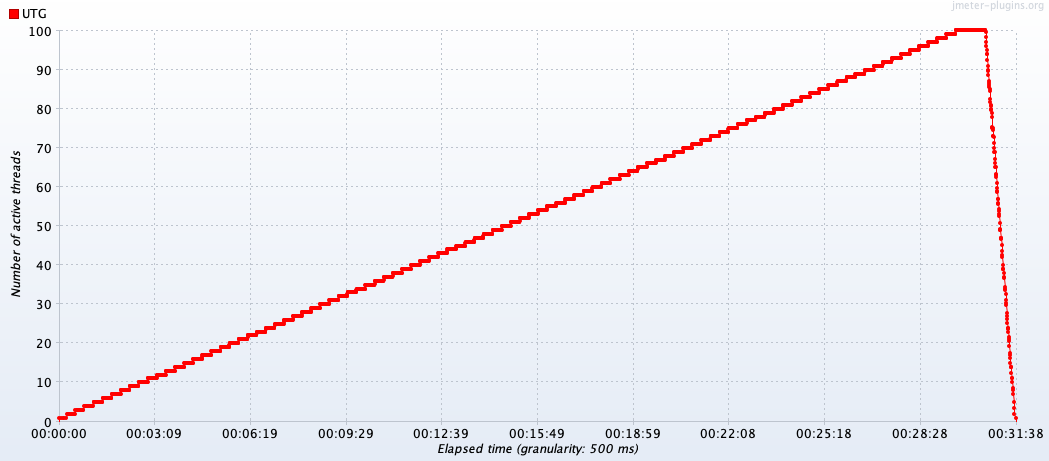 jmeter-plugins.org
UTG
100
90
80
70
60
50
40
30
20
10
0
Number of active threads
00:00:00 00:03:09 00:06:19 00:09:29 00:12:39 00:15:49 00:18:59 00:22:08 00:25:18 00:28:28 00:31:38
Elapsed time (granularity: 500 ms)